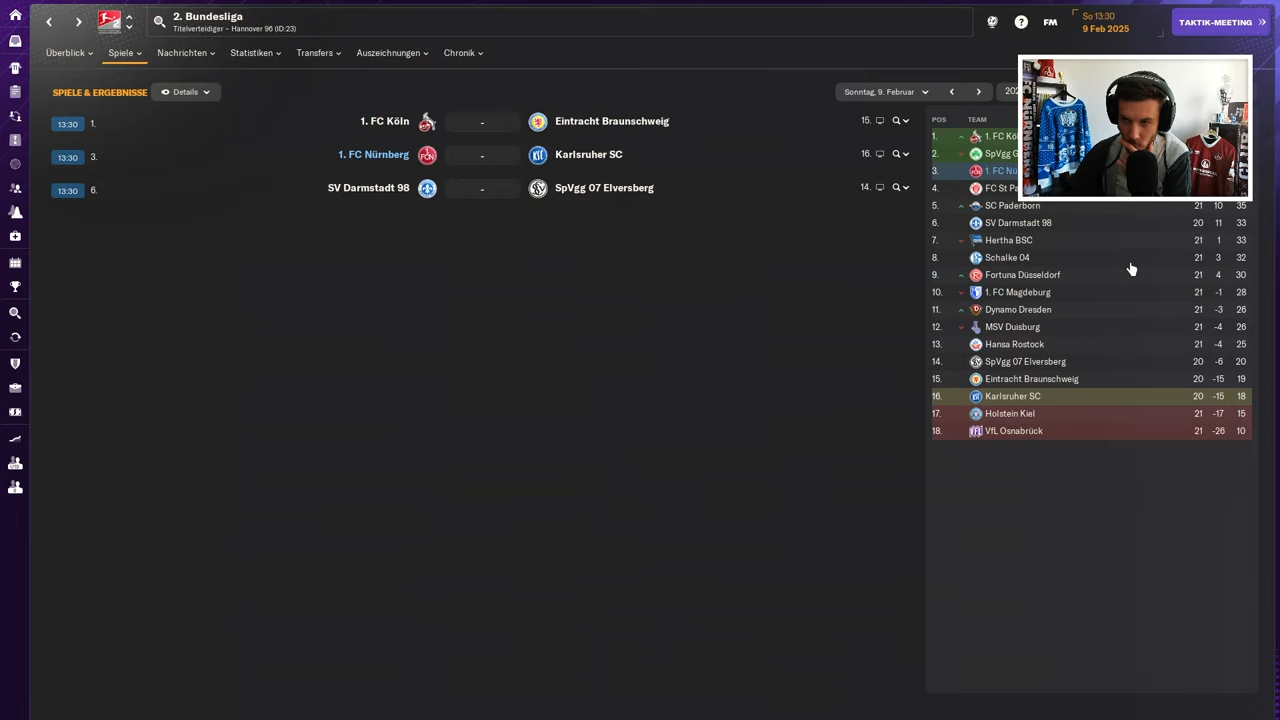 2. Bundesliga
Titelverteidiger – Hannover 96 (ID:23)
FM
So 13:30
9 Feb 2025
TAKTIK-MEETING
Überblick
Spiele
Nachrichten
Statistiken
Transfers
Auszeichnungen
Chronik
SPIELE & ERGEBNISSE
Details
Sonntag, 9. Februar
13:30 1. 1. FC Köln - Eintracht Braunschweig 15.
13:30 3. 1. FC Nürnberg - Karlsruher SC 16.
13:30 6. SV Darmstadt 98 - SpVgg 07 Elversberg 14.
POS TEAM
1. 1. FC Kö
2. SpVgg G
3. 1. FC Nü
4. FC St Pa
5. SC Paderborn 21 10 35
6. SV Darmstadt 98 20 11 33
7. Hertha BSC 21 1 33
8. Schalke 04 21 3 32
9. Fortuna Düsseldorf 21 4 30
10. 1. FC Magdeburg 21 -1 28
11. Dynamo Dresden 21 -3 26
12. MSV Duisburg 21 -4 26
13. Hansa Rostock 21 -4 25
14. SpVgg 07 Elversberg 20 -6 20
15. Eintracht Braunschweig 20 -15 19
16. Karlsruher SC 20 -15 18
17. Holstein Kiel 21 -17 15
18. VfL Osnabrück 21 -26 10